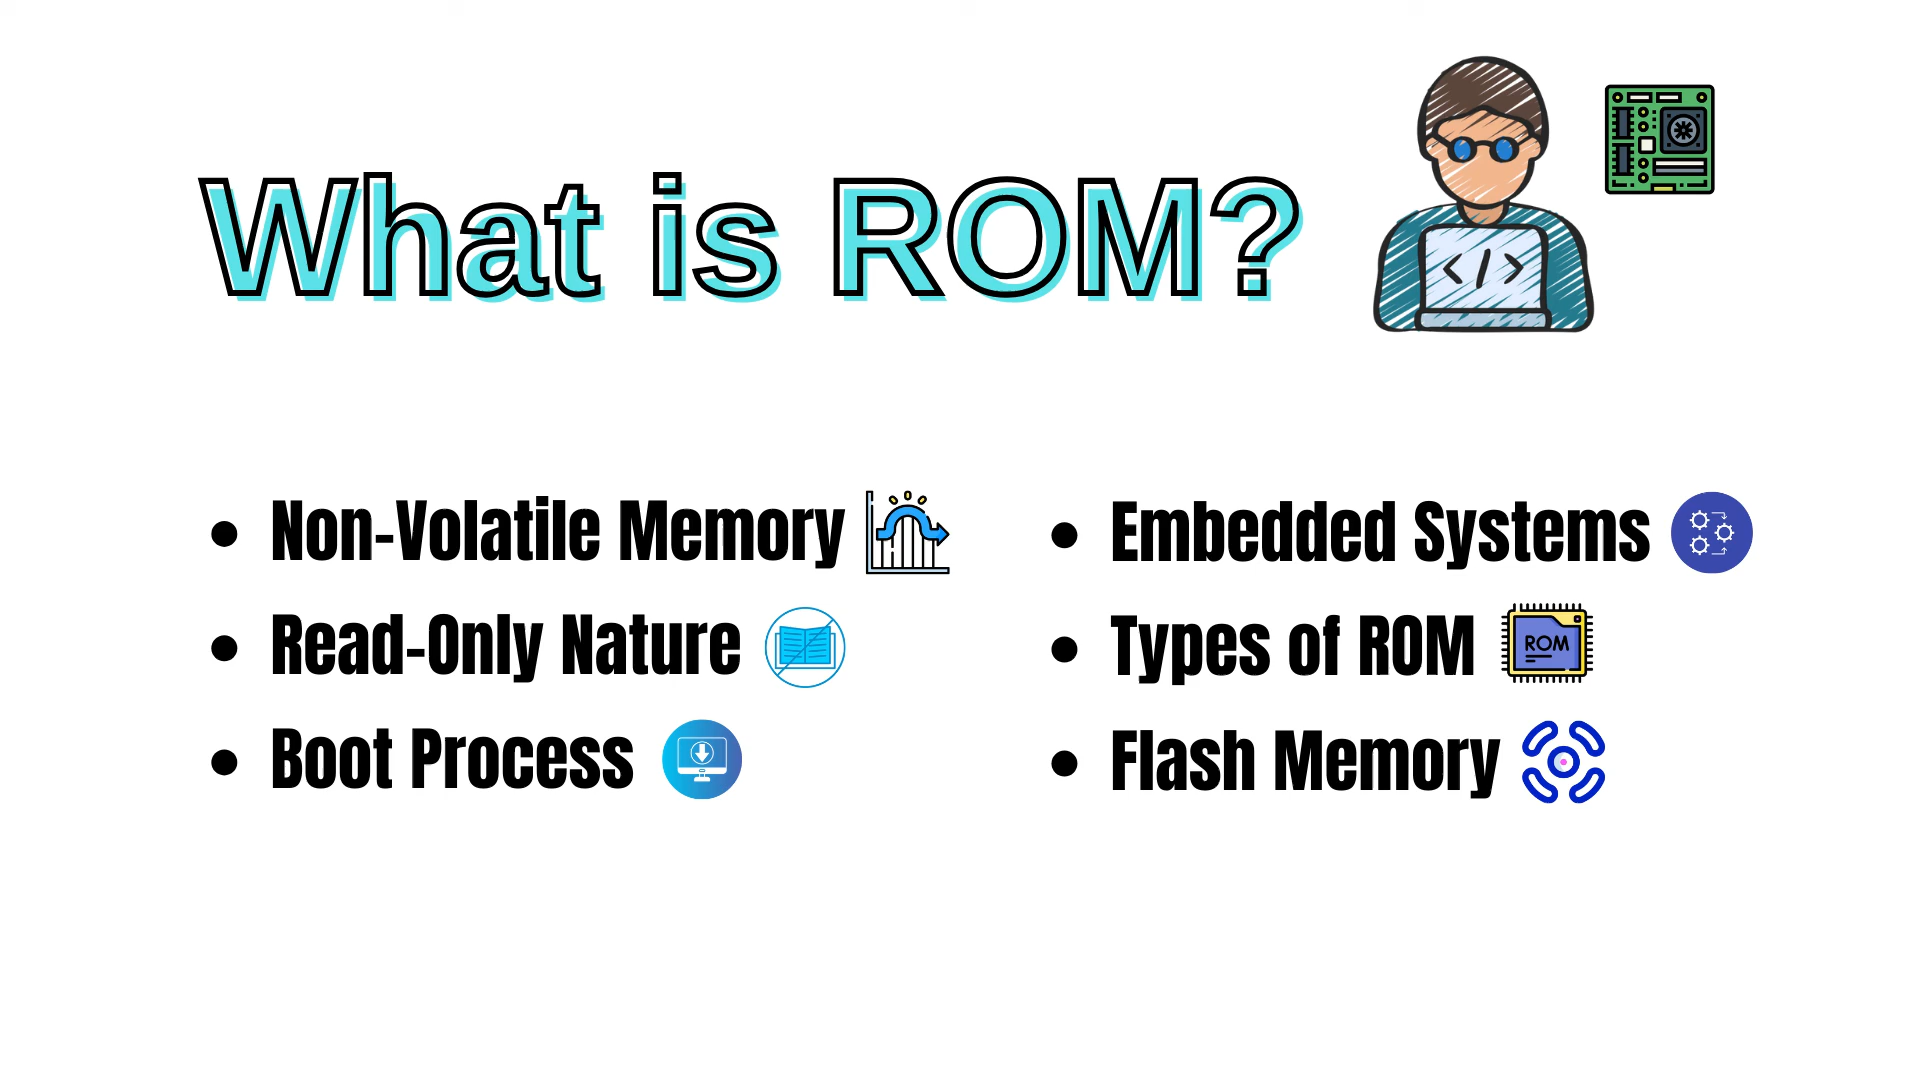 What is ROM?
</>
• Non-Volatile Memory
• Read-Only Nature
• Boot Process
• Embedded Systems
• Types of ROM
ROM
• Flash Memory